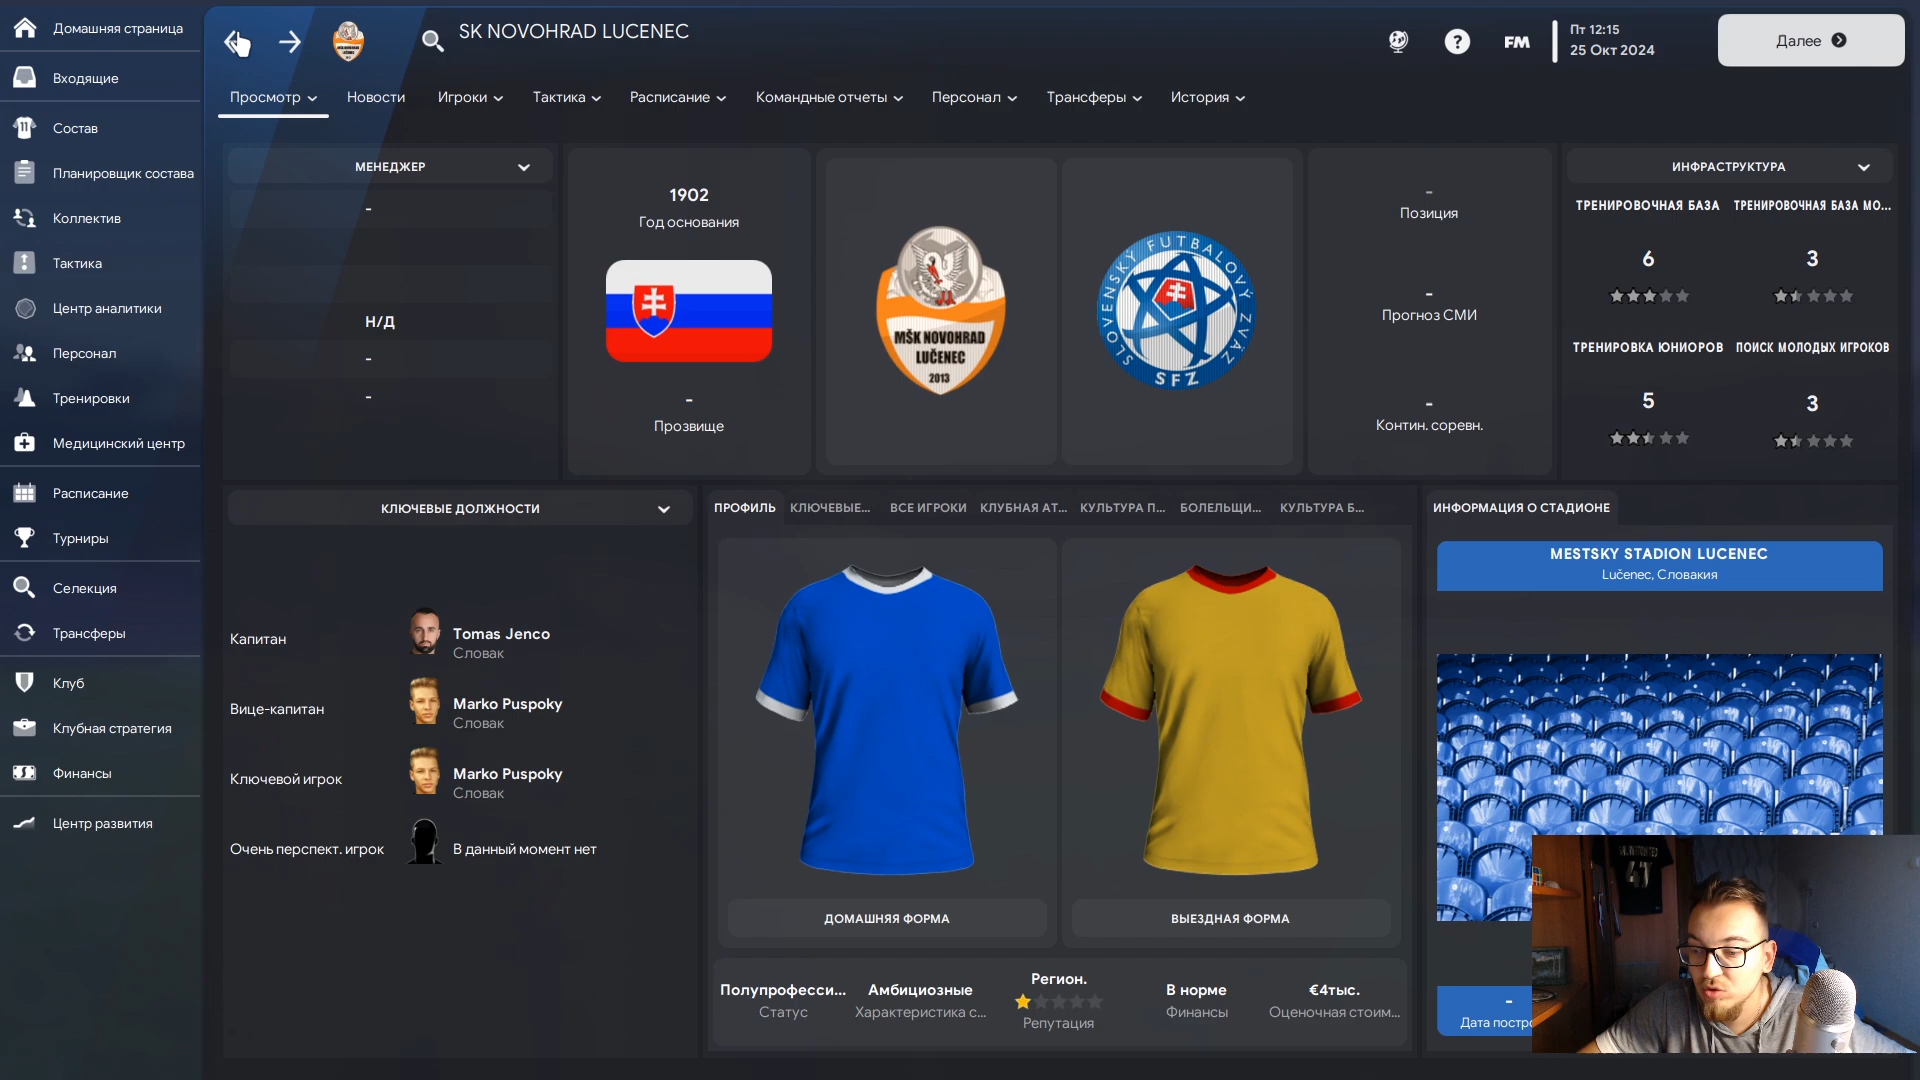 Домашняя страница
Входящие
Состав
Планировщик состава
Коллектив
Тактика
Центр аналитики
Персонал
Тренировки
Медицинский центр
Расписание
Турниры
Селекция
Трансферы
Клуб
Клубная стратегия
Финансы
Центр развития
SK NOVOHRAD LUCENEC
?
FM
Пт 12:15
25 Окт 2024
Далее
Просмотр
Новости
Игроки
Тактика
Расписание
Командные отчеты
Персонал
Трансферы
История
МЕНЕДЖЕР
-
Н/Д
-
-
1902
Год основания
-
Прозвище
MŠK NOVOHRAD
LUČENEC
2013
SLOVENSKÝ FUTBALOVÝ ZVÄZ
SFZ
-
Позиция
-
Прогноз СМИ
-
Контин. соревн.
ИНФРАСТРУКТУРА
ТРЕНИРОВОЧНАЯ БАЗА
6
ТРЕНИРОВОЧНАЯ БАЗА МО...
3
ТРЕНИРОВКА ЮНИОРОВ
5
ПОИСК МОЛОДЫХ ИГРОКОВ
3
КЛЮЧЕВЫЕ ДОЛЖНОСТИ
Капитан
Tomas Jenco
Словак
Вице-капитан
Marko Puspoky
Словак
Ключевой игрок
Marko Puspoky
Словак
Очень перспект. игрок
В данный момент нет
ПРОФИЛЬ
КЛЮЧЕВЫЕ...
ВСЕ ИГРОКИ
КЛУБНАЯ АТ...
КУЛЬТУРА П...
БОЛЕЛЬЩИ...
КУЛЬТУРА Б...
ДОМАШНЯЯ ФОРМА
ВЫЕЗДНАЯ ФОРМА
Полупрофесси...
Статус
Амбициозные
Характеристика с...
Регион.
Репутация
В норме
Финансы
€4тыс.
Оценочная стоим...
ИНФОРМАЦИЯ О СТАДИОНЕ
MESTSKY STADION LUCENEC
Lučenec, Словакия
-
Дата постро